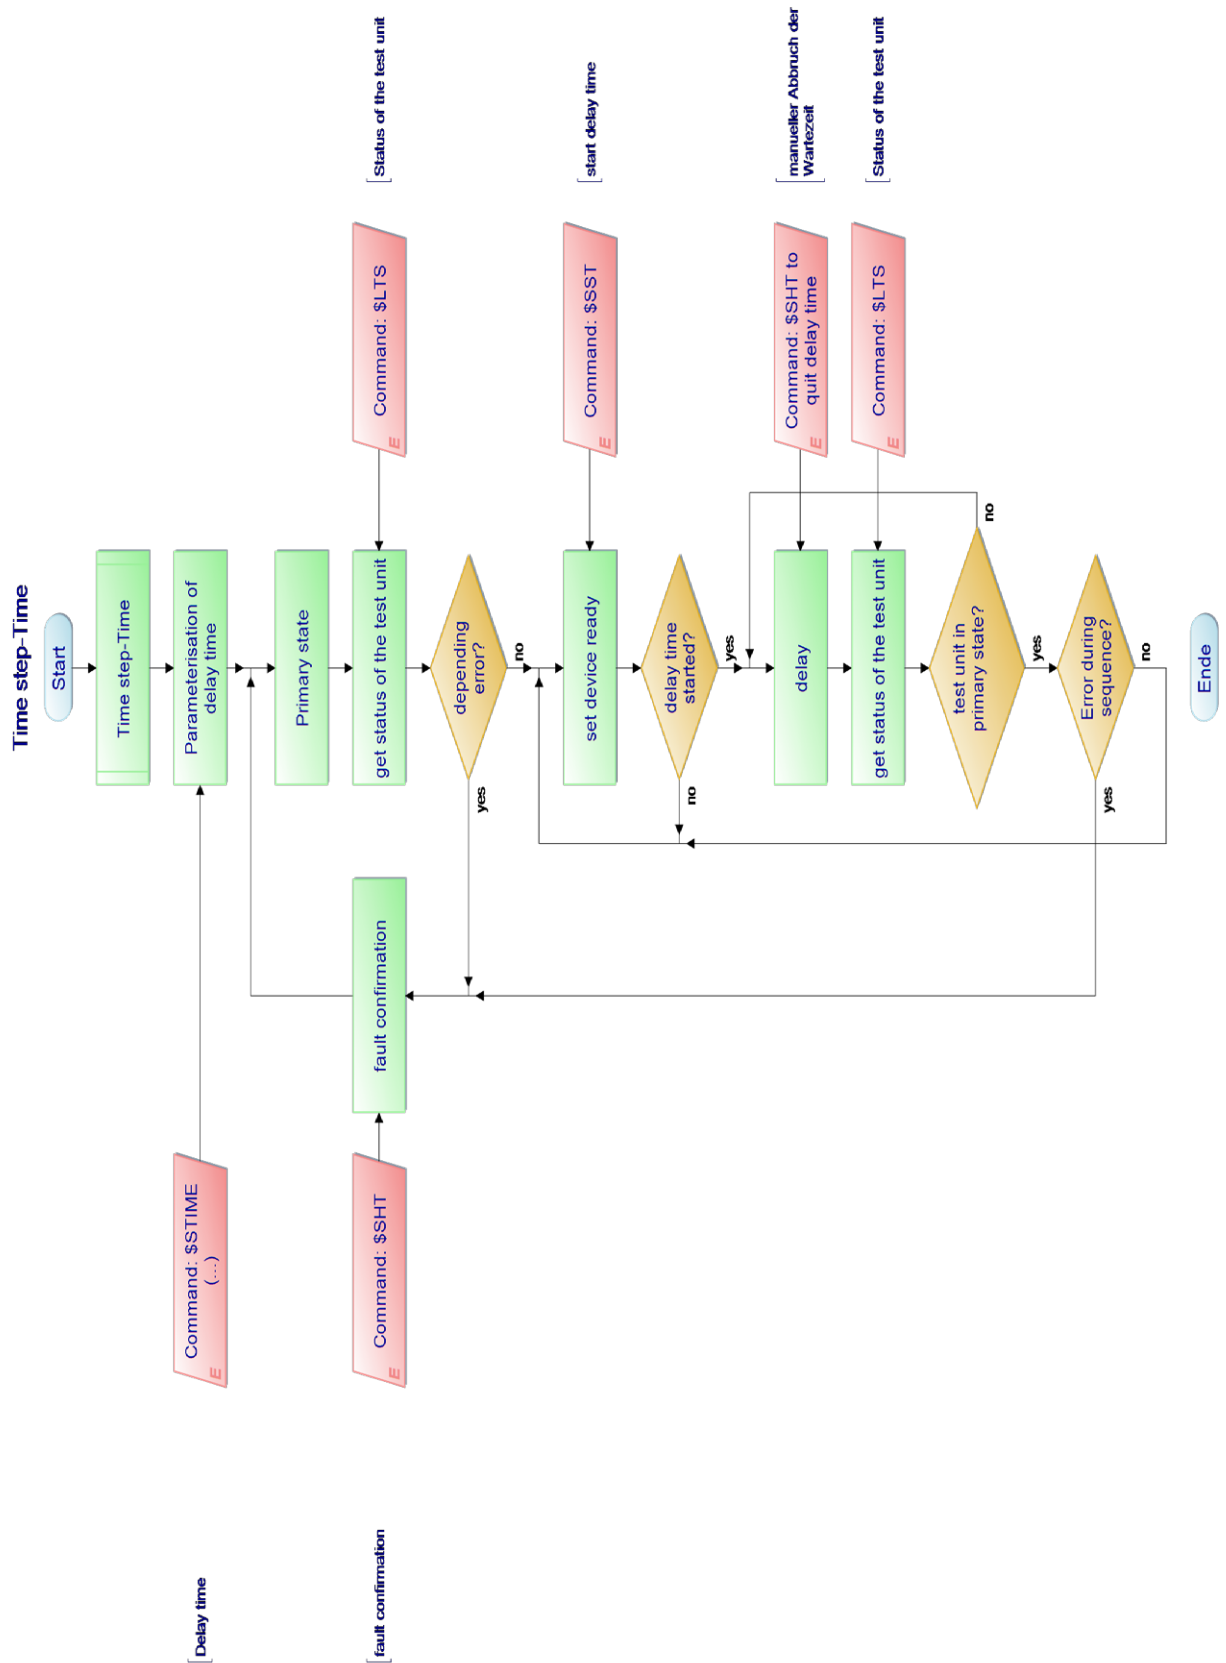 Time step-Time
Start
Time step-Time
Command: $STIME
(...)
Parameterisation of
delay time
[Delay time
Primary state
Command: $SHT
fault confirmation
get status of the test unit
Command: $LTS
[Status of the test unit
[fault confirmation
E
E
E
depending
error?
yes
no
set device ready
Command: $SST
E
[start delay time
delay time
started?
no
yes
delay
Command: $SHT to
quit delay time
E
[manueller Abbruch der
Wartezeit
get status of the test unit
Command: $LTS
E
[Status of the test unit
test unit in
primary state?
no
yes
Error during
sequence?
yes
no
Ende